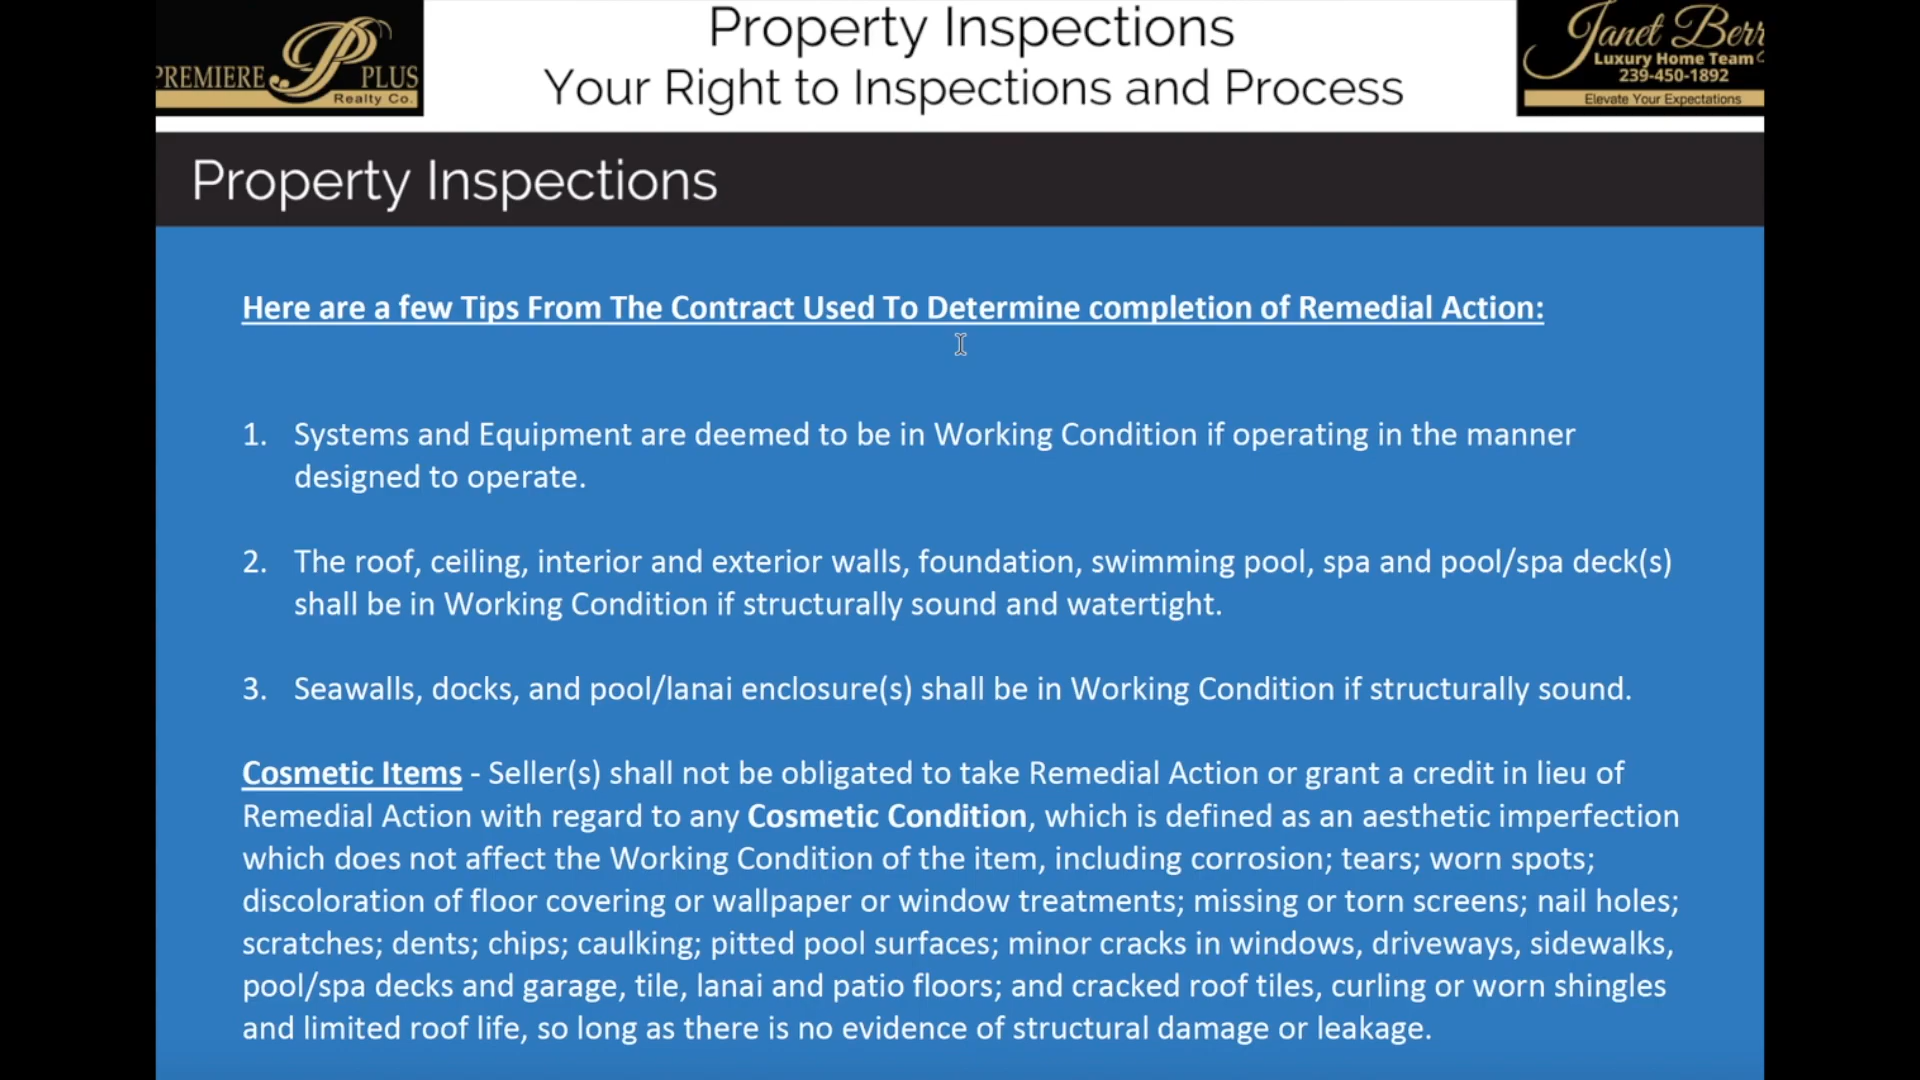 PREMIERE PLUS
Realty Co.
Property Inspections
Your Right to Inspections and Process
Janet Berr
Luxury Home Team
239-450-1892
Elevate Your Expectations
Property Inspections
Here are a few Tips From The Contract Used To Determine completion of Remedial Action:
1. Systems and Equipment are deemed to be in Working Condition if operating in the manner
designed to operate.
2. The roof, ceiling, interior and exterior walls, foundation, swimming pool, spa and pool/spa deck(s)
shall be in Working Condition if structurally sound and watertight.
3. Seawalls, docks, and pool/lanai enclosure(s) shall be in Working Condition if structurally sound.
Cosmetic Items - Seller(s) shall not be obligated to take Remedial Action or grant a credit in lieu of
Remedial Action with regard to any Cosmetic Condition, which is defined as an aesthetic imperfection
which does not affect the Working Condition of the item, including corrosion; tears; worn spots;
discoloration of floor covering or wallpaper or window treatments; missing or torn screens; nail holes;
scratches; dents; chips; caulking; pitted pool surfaces; minor cracks in windows, driveways, sidewalks,
pool/spa decks and garage, tile, lanai and patio floors; and cracked roof tiles, curling or worn shingles
and limited roof life, so long as there is no evidence of structural damage or leakage.